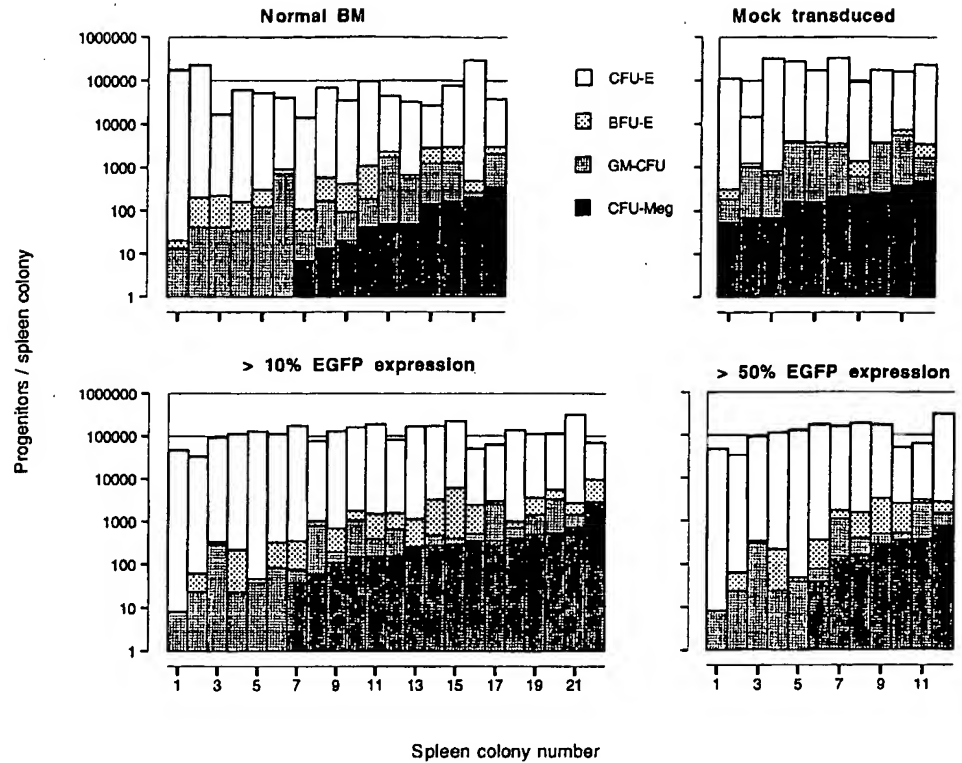 Normal BM
Mock transduced
1000000
100000
10000
1000
100
10
1
CFU-E
BFU-E
GM-CFU
CFU-Meg
Progenitors / spleen colony
> 10% EGFP expression
> 50% EGFP expression
1000000
100000
10000
1000
100
10
1
1 3 5 7 9 11 13 15 17 19 21
1 3 5 7 9 11
Spleen colony number